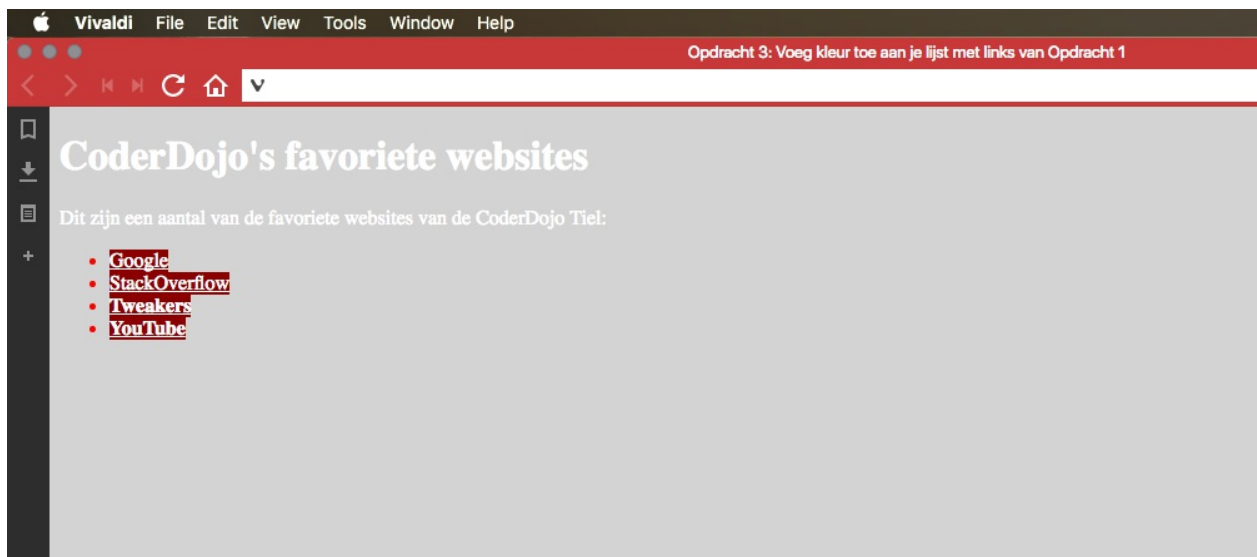 Vivaldi File Edit View Tools Window Help
Opdracht 3: Voeg kleur toe aan je lijst met links van Opdracht 1
CoderDojo's favoriete websites
Dit zijn een aantal van de favoriete websites van de CoderDojo Tiel:
Google
StackOverflow
Tweakers
YouTube